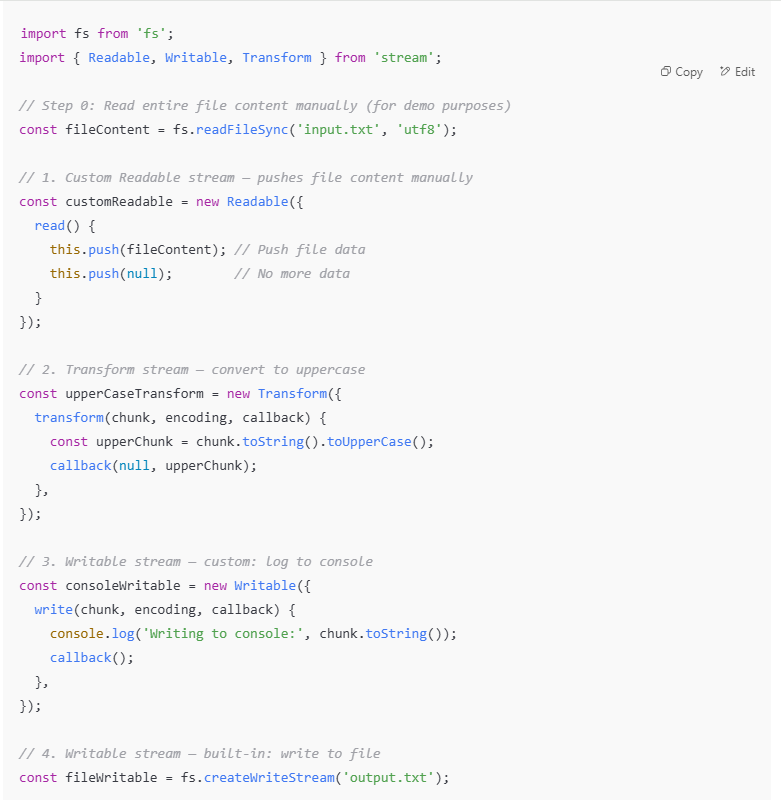 import fs from 'fs';
import { Readable, Writable, Transform } from 'stream';
Copy Edit
// Step 0: Read entire file content manually (for demo purposes)
const fileContent = fs.readFileSync('input.txt', 'utf8');
// 1. Custom Readable stream — pushes file content manually
const customReadable = new Readable({
  read() {
    this.push(fileContent); // Push file data
    this.push(null);        // No more data
  }
});
// 2. Transform stream — convert to uppercase
const upperCaseTransform = new Transform({
  transform(chunk, encoding, callback) {
    const upperChunk = chunk.toString().toUpperCase();
    callback(null, upperChunk);
  },
});
// 3. Writable stream — custom: log to console
const consoleWritable = new Writable({
  write(chunk, encoding, callback) {
    console.log('Writing to console:', chunk.toString());
    callback();
  },
});
// 4. Writable stream — built-in: write to file
const fileWritable = fs.createWriteStream('output.txt');